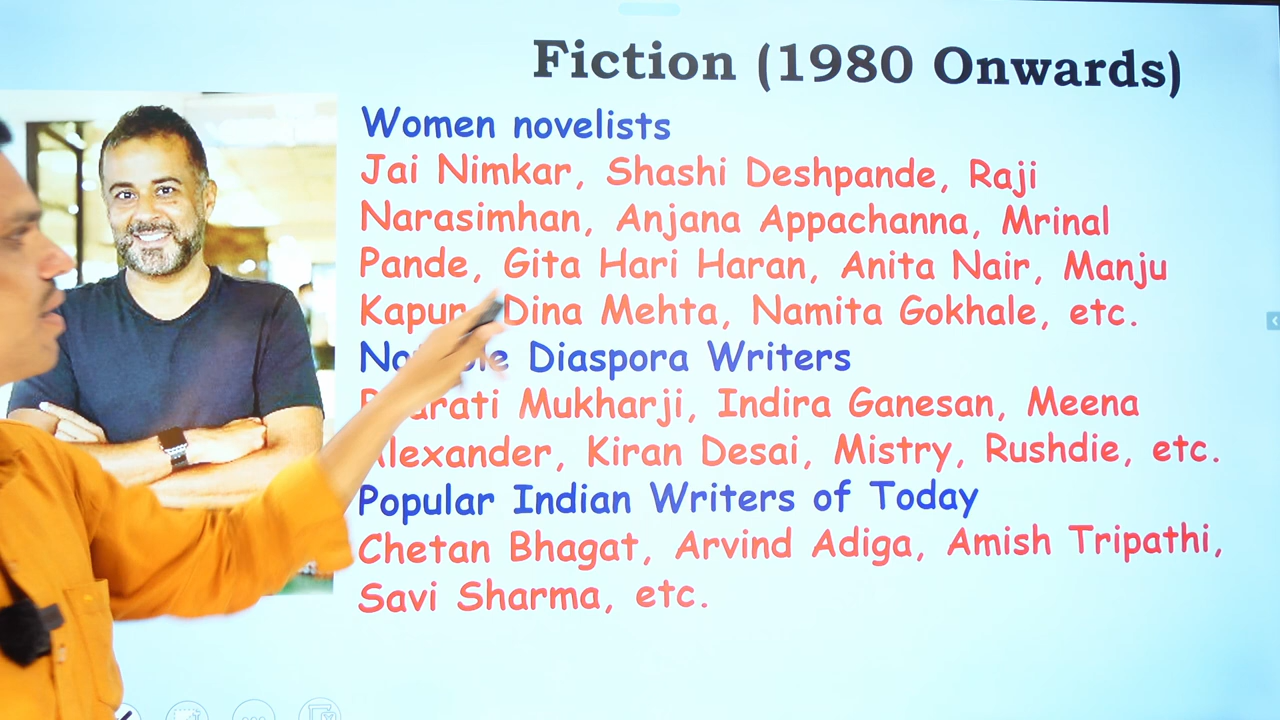 Fiction (1980 Onwards)
Women novelists
Jai Nimkar, Shashi Deshpande, Raji
Narasimhan, Anjana Appachanna, Mrinal
Pande, Gita Hari Haran, Anita Nair, Manju
Kapur, Dina Mehta, Namita Gokhale, etc.
Diaspora Writers
Mukharji, Indira Ganesan, Meena
Alexander, Kiran Desai, Mistry, Rushdie, etc.
Popular Indian Writers of Today
Chetan Bhagat, Arvind Adiga, Amish Tripathi,
Savi Sharma, etc.